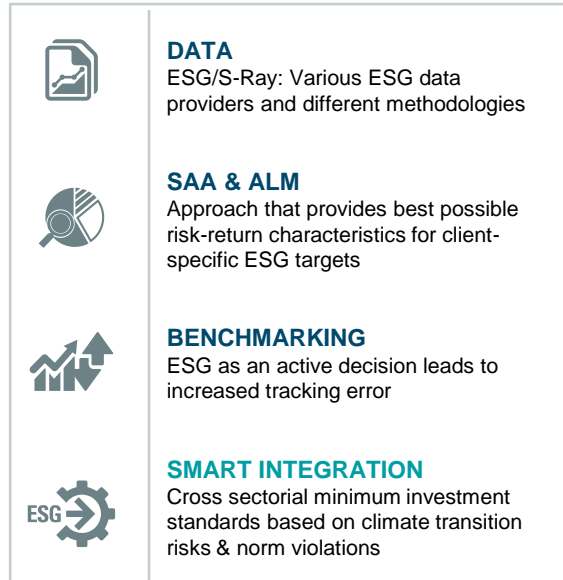 DATA
ESG/S-Ray: Various ESG data
providers and different methodologies
SAA & ALM
Approach that provides best possible
risk-return characteristics for client-
specific ESG targets
BENCHMARKING
ESG as an active decision leads to
increased tracking error
ESG
SMART INTEGRATION
Cross sectorial minimum investment
standards based on climate transition
risks & norm violations